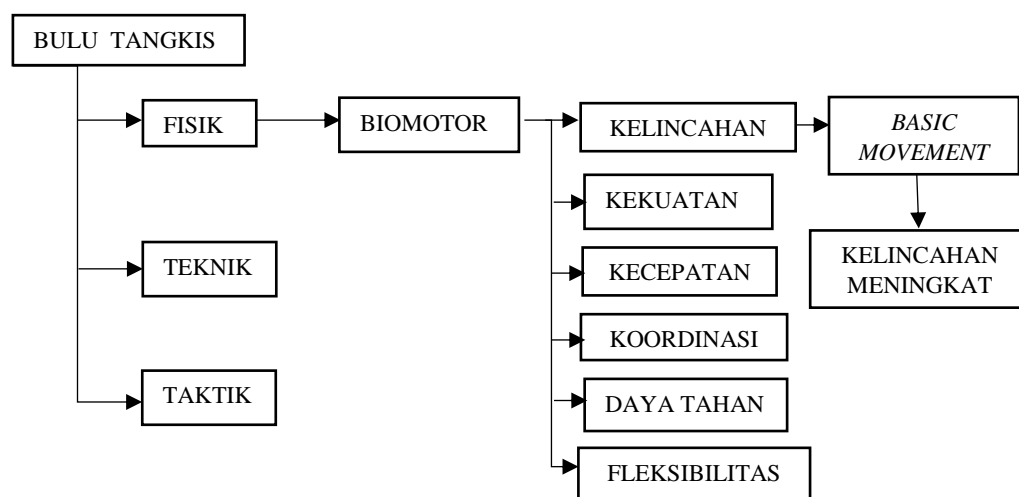 BULU TANGKIS
FISIK
BIOMOTOR
KELINCAHAN
BASIC
MOVEMENT
KEKUATAN
TEKNIK
KECEPATAN
KELINCAHAN
MENINGKAT
KOORDINASI
TAKTIK
DAYA TAHAN
FLEKSIBILITAS